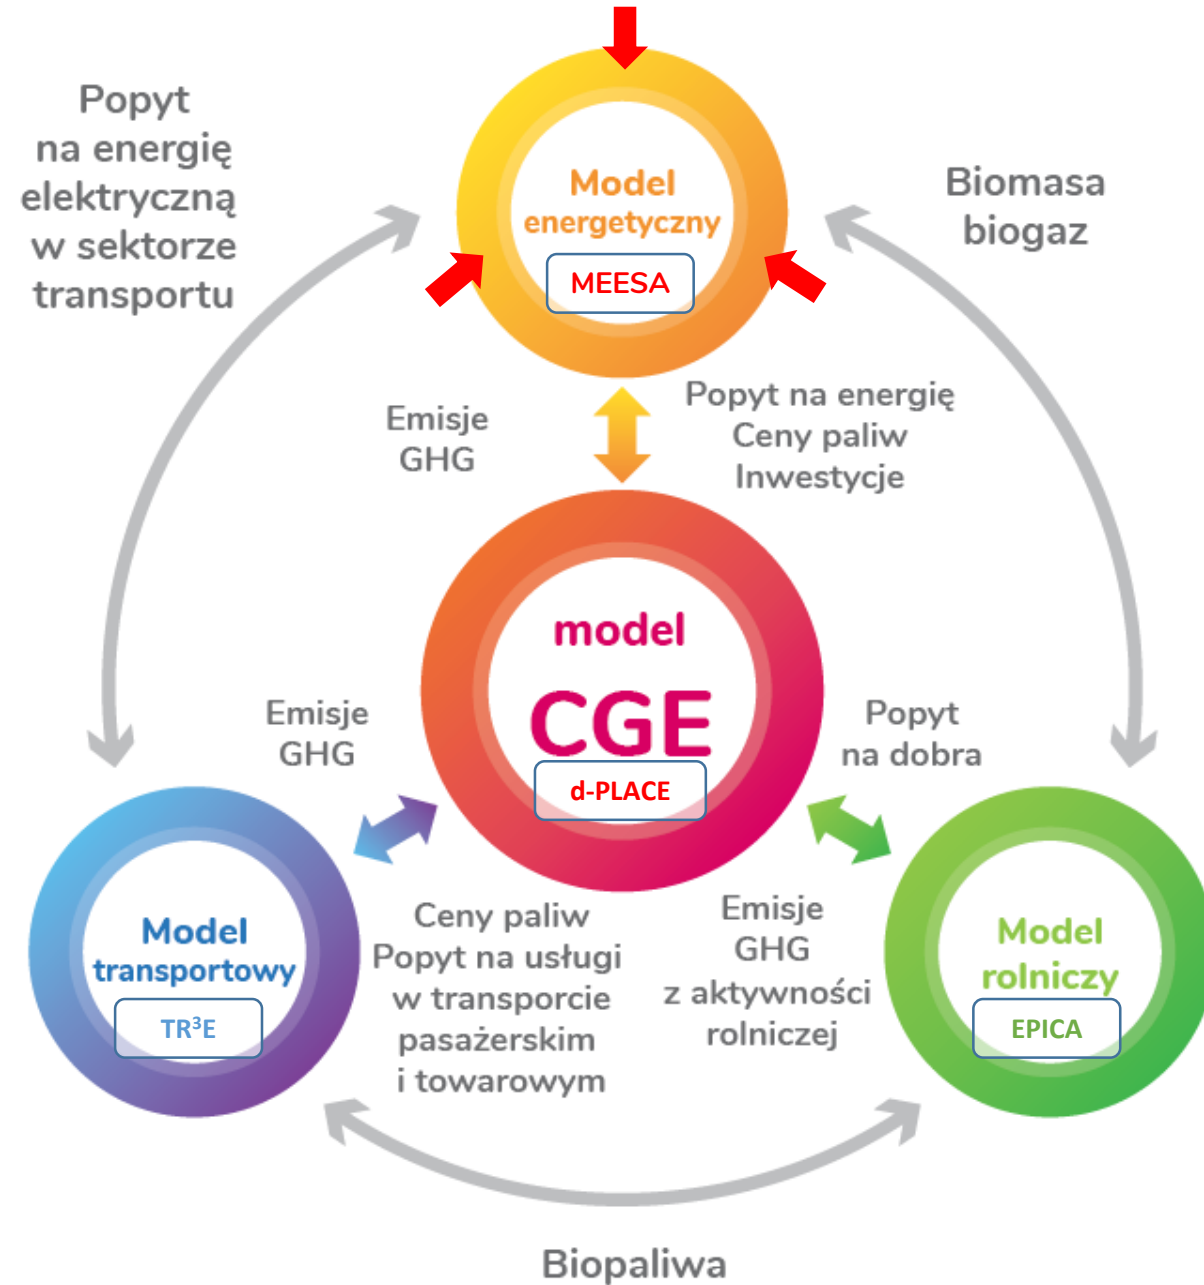 Popyt
na energię
elektryczną
w sektorze
transportu
Model
energetyczny
MEESA
Biomasa
biogaz
Emisje
GHG
Popyt na energię
Ceny paliw
Inwestycje
model
CGE
d-PLACE
Emisje
GHG
Popyt
na dobra
Model
transportowy
TR³E
Ceny paliw
Popyt na usługi
w transporcie
pasażerskim
i towarowym
Emisje
GHG
z aktywności
rolniczej
Model
rolniczy
EPICA
Biopaliwa